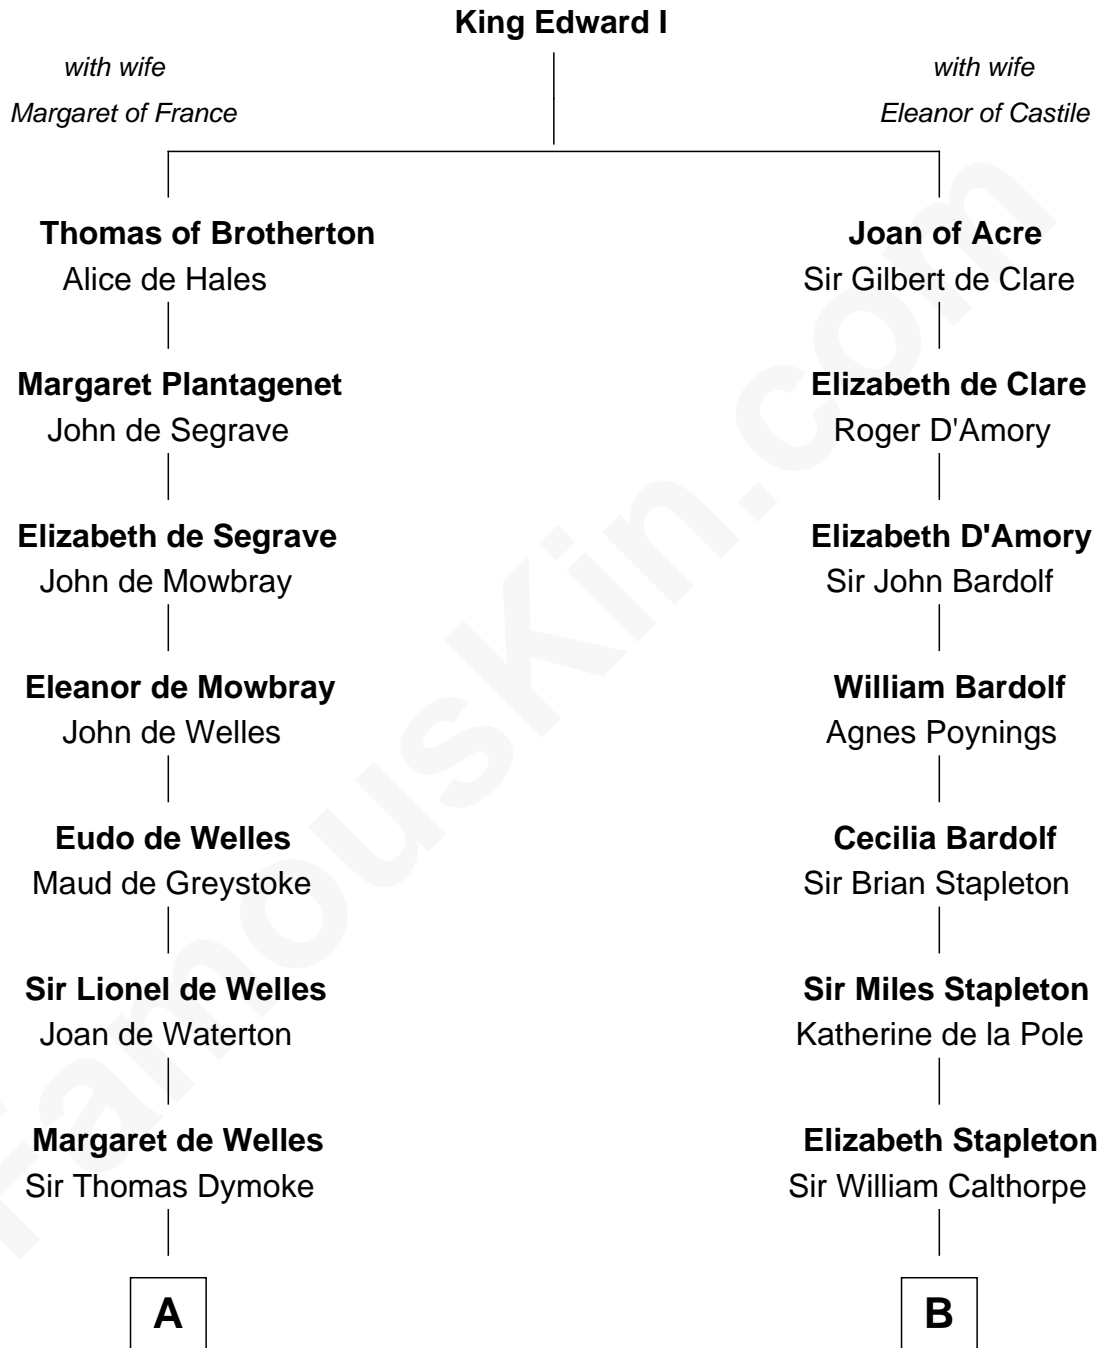 King Edward I
with wife
Margaret of France
with wife
Eleanor of Castile
Thomas of Brotherton
Alice de Hales
Joan of Acre
Sir Gilbert de Clare
Margaret Plantagenet
John de Segrave
Elizabeth de Clare
Roger D'Amory
Elizabeth de Segrave
John de Mowbray
Elizabeth D'Amory
Sir John Bardolf
Eleanor de Mowbray
John de Welles
William Bardolf
Agnes Poynings
Eudo de Welles
Maud de Greystoke
Cecilia Bardolf
Sir Brian Stapleton
Sir Lionel de Welles
Joan de Waterton
Sir Miles Stapleton
Katherine de la Pole
Margaret de Welles
Sir Thomas Dymoke
Elizabeth Stapleton
Sir William Calthorpe
A
B
FamousKin.com